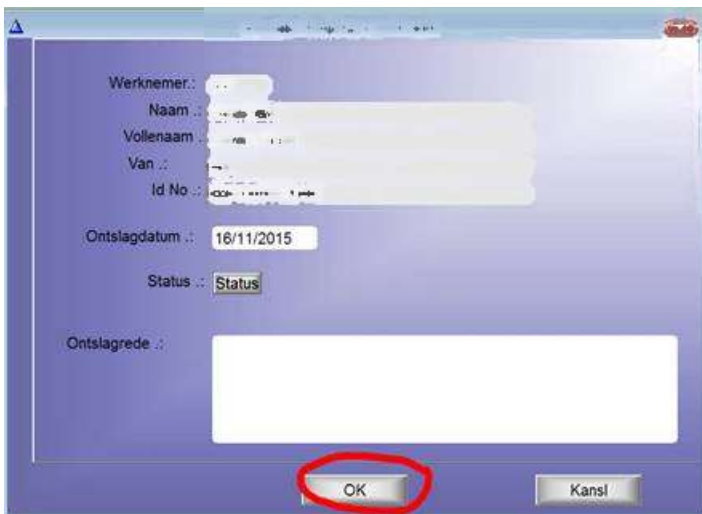 Werknemer.:
Naam .:
Vollenaam .
Van .:
Id No .:
Ontslagdatum .: 16/11/2015
Status .: Status
Ontslagrede .:
OK Kansl